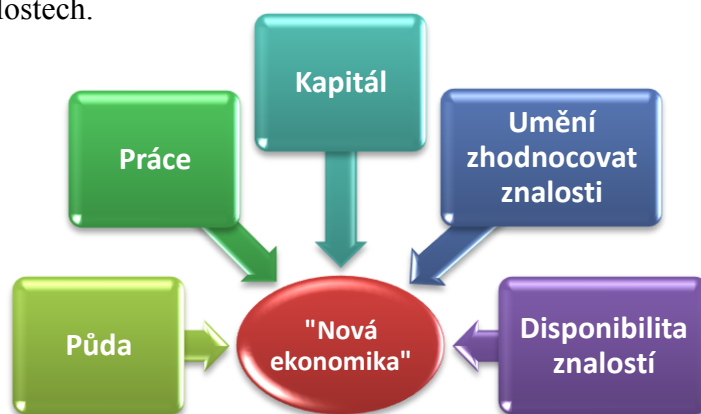 lostech.
Kapitál
Práce
Umění
zhodnocovat
znalosti
Půda
"Nová
ekonomika"
Disponibilita
znalostí